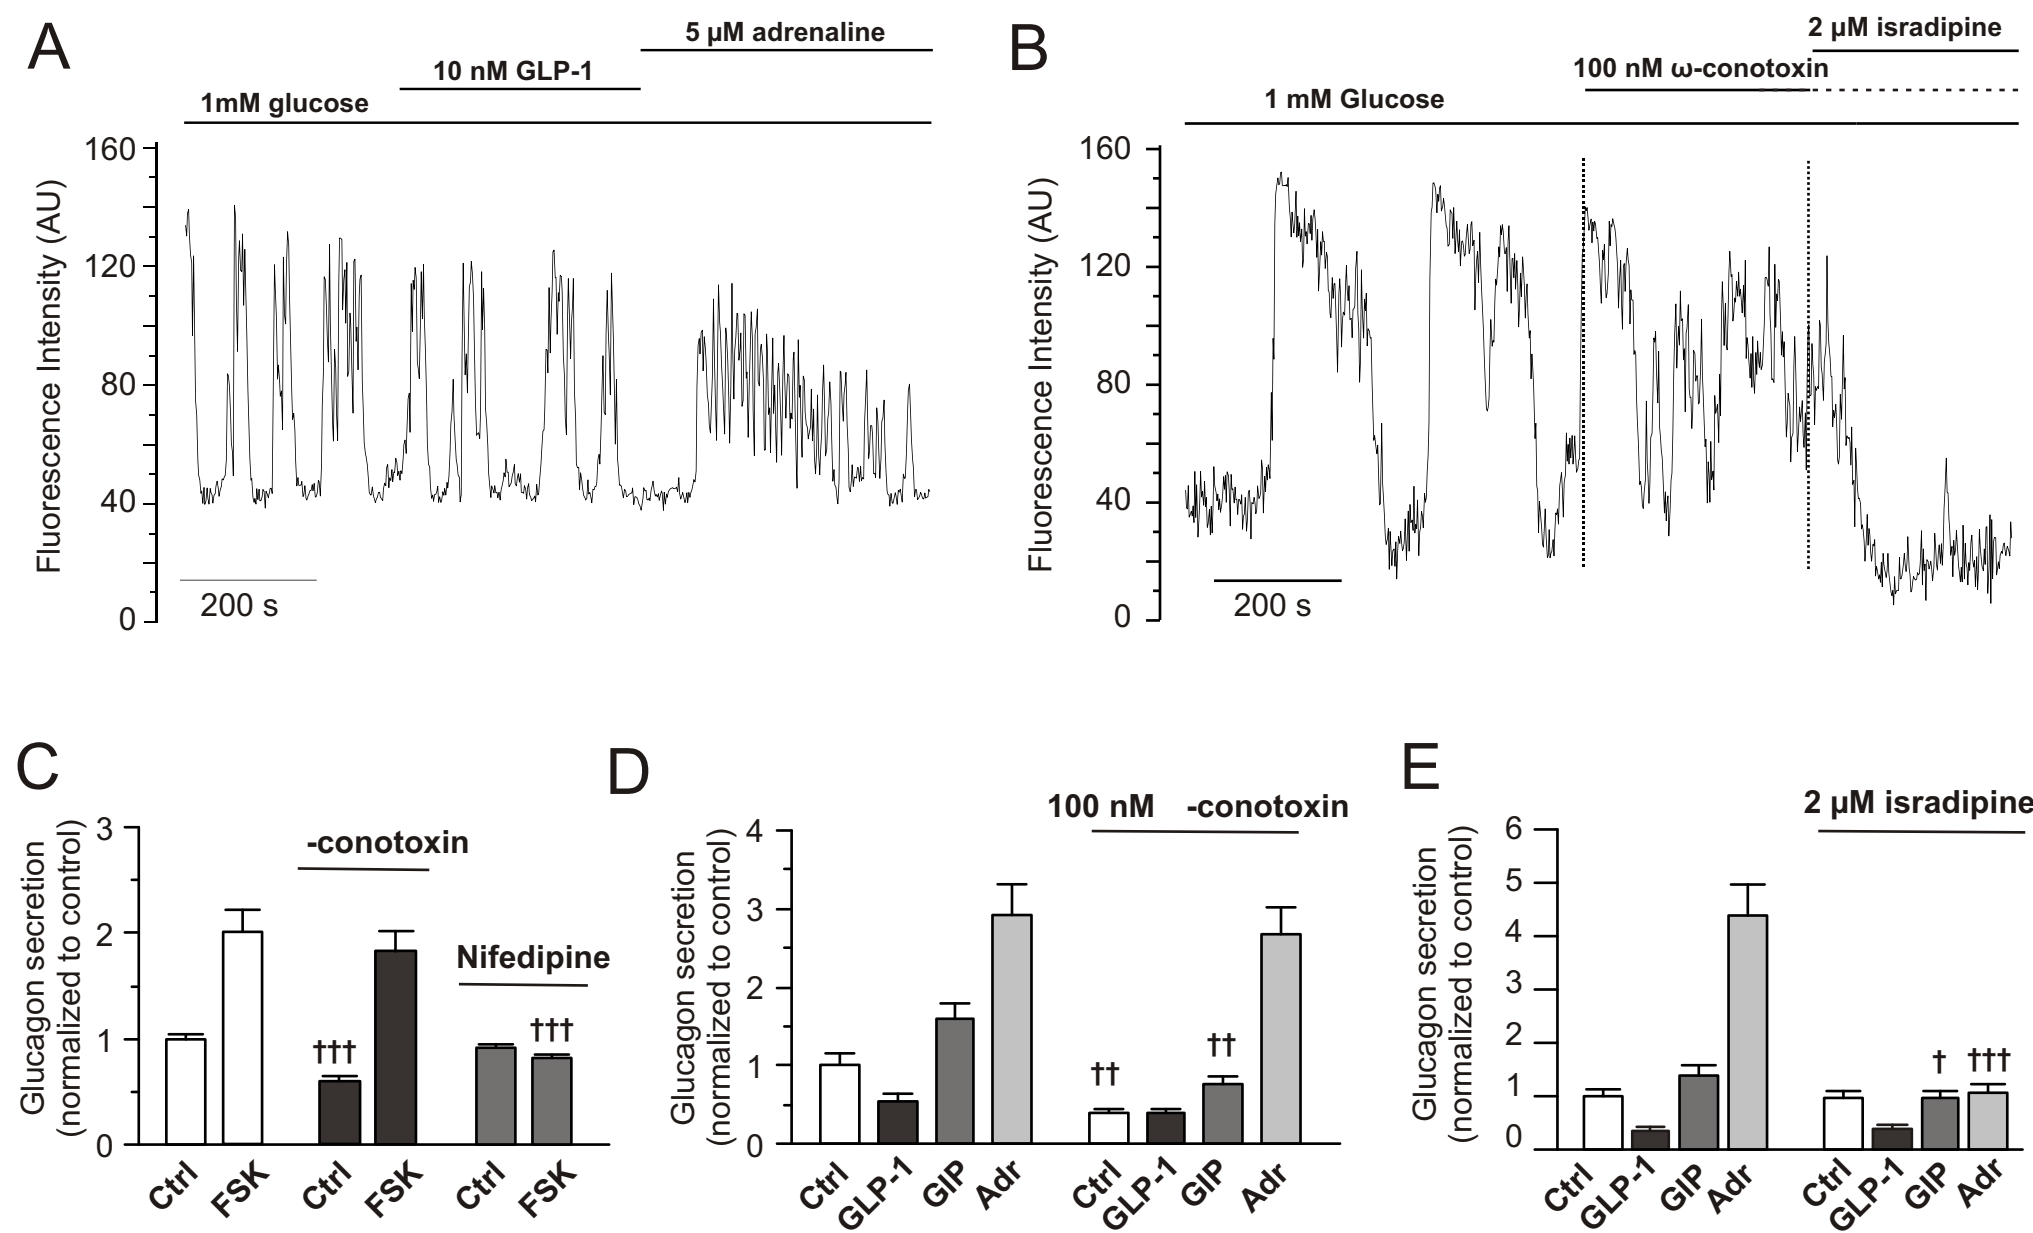 A
5 µM adrenaline
10 nM GLP-1
1mM glucose
160
120
80
40
0
Fluorescence Intensity (AU)
200 s
B
2 µM isradipine
100 nM ω-conotoxin
1 mM Glucose
160
120
80
40
0
Fluorescence Intensity (AU)
200 s
C
Glucagon secretion
(normalized to control)
3
2
1
0
-conotoxin
Nifedipine
†††
†††
Ctrl
FSK
Ctrl
FSK
Ctrl
FSK
D
Glucagon secretion
(normalized to control)
4
3
2
1
0
100 nM -conotoxin
††
††
Ctrl
GLP-1
GIP
Adr
Ctrl
GLP-1
GIP
Adr
E
Glucagon secretion
(normalized to control)
6
5
4
3
2
1
0
2 µM isradipine
†
†††
Ctrl
GLP-1
GIP
Adr
Ctrl
GLP-1
GIP
Adr